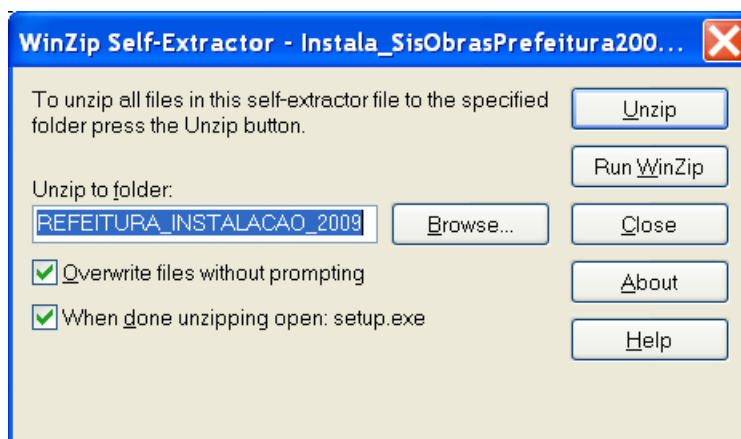 WinZip Self-Extractor - Instala_SisObrasPrefeitura200...
To unzip all files in this self-extractor file to the specified
folder press the Unzip button.
Unzip
Run WinZip
Unzip to folder:
REFEITURA_INSTALACAO_2009
Browse...
Close
Overwrite files without prompting
About
When done unzipping open: setup.exe
Help